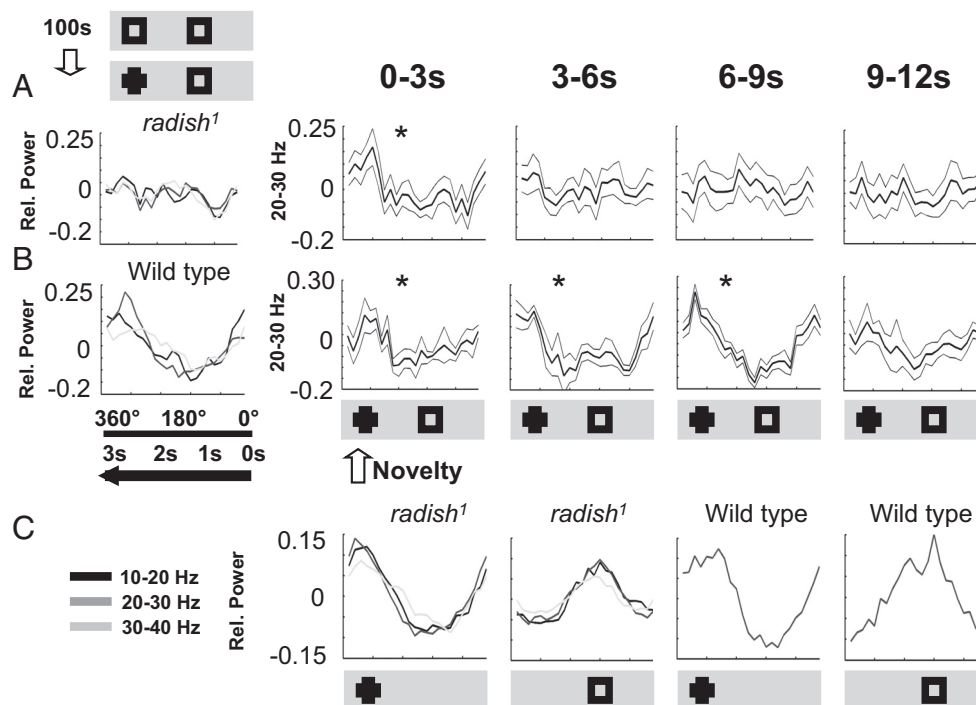 100s
A
0-3s 3-6s 6-9s 9-12s
radish¹
Rel. Power
0.25
0
-0.2
20-30 Hz
0.25
0
-0.2
*
B
Wild type
Rel. Power
0.25
0
-0.2
20-30 Hz
0.30
0
-0.2
* * *
360° 180° 0°
3s 2s 1s 0s
Novelty
C
radish¹ radish¹ Wild type Wild type
10-20 Hz
20-30 Hz
30-40 Hz
Rel. Power
0.15
0
-0.15